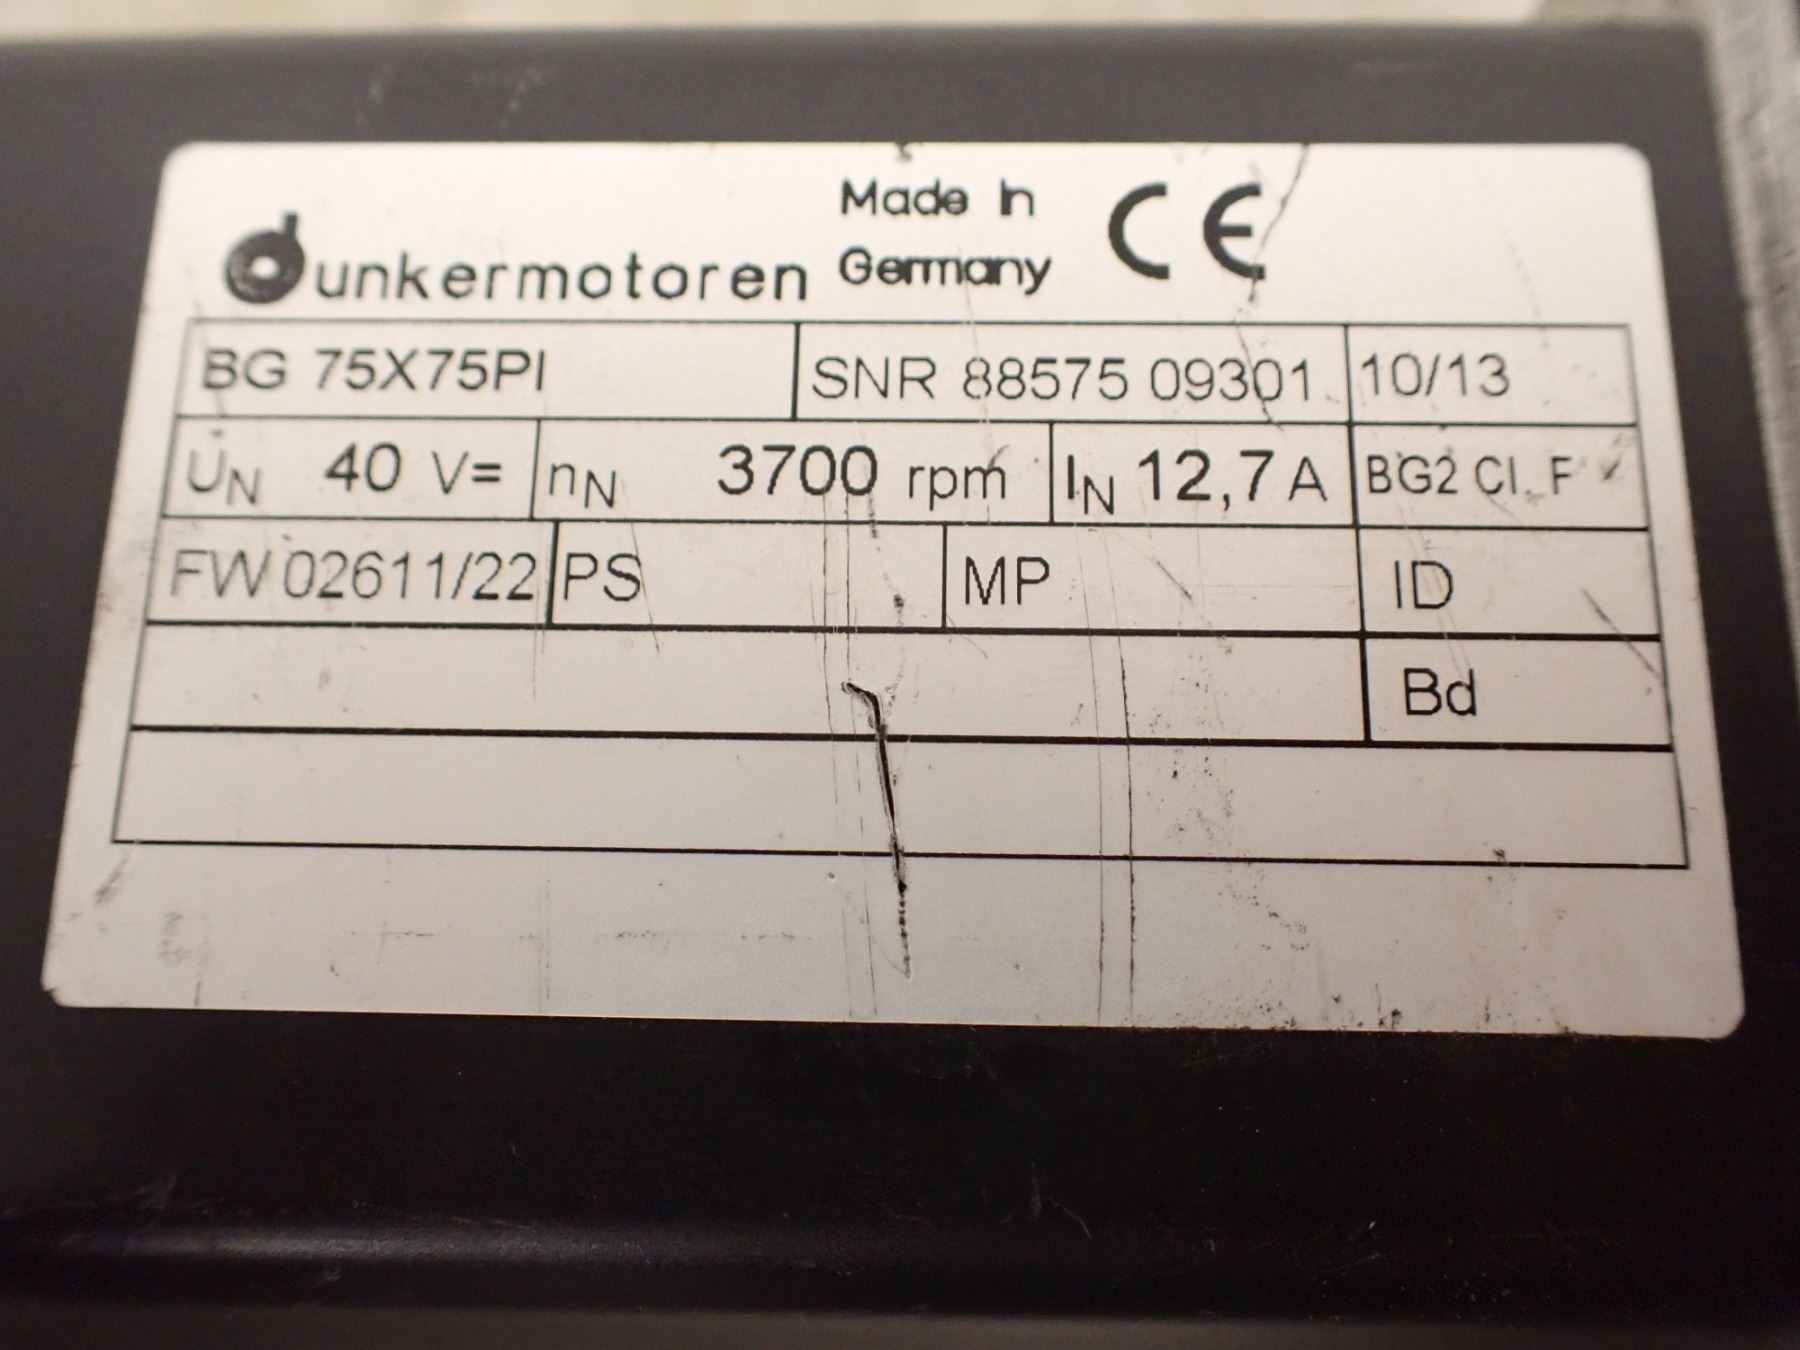 dunkermotoren
Made in
Germany
CE
BG 75X75PI SNR 88575 09301 10/13
UN 40 V= nN 3700 rpm IN 12,7 A BG2 Cl. F
FW 02611/22 PS MP ID
Bd